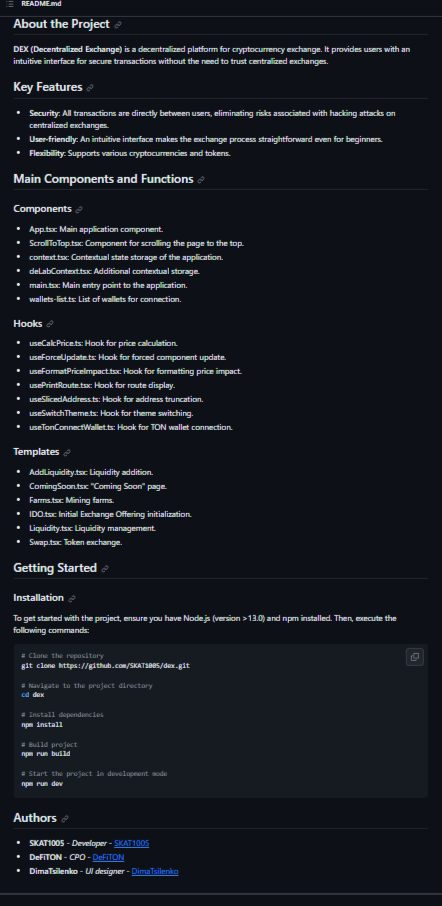 README.md
About the Project
DEX (Decentralized Exchange) is a decentralized platform for cryptocurrency exchange. It provides users with an
intuitive interface for secure transactions without the need to trust centralized exchanges.
Key Features
• Security: All transactions are directly between users, eliminating risks associated with hacking attacks on
centralized exchanges.
• User-friendly: An intuitive interface makes the exchange process straightforward even for beginners.
• Flexibility: Supports various cryptocurrencies and tokens.
Main Components and Functions
Components
• App.tsx: Main application component.
• ScrollToTop.tsx: Component for scrolling the page to the top.
• context.tsx: Contextual state storage of the application.
• deLabContext.tsx: Additional contextual storage.
• main.tsx: Main entry point to the application.
• wallets-list.ts: List of wallets for connection.
Hooks
• useCalcPrice.ts: Hook for price calculation.
• useForceUpdate.ts: Hook for forced component update.
• useFormatPriceImpact.tsx: Hook for formatting price impact.
• usePrintRoute.tsx: Hook for route display.
• useSlicedAddress.ts: Hook for address truncation.
• useSwitchTheme.ts: Hook for theme switching.
• useTonConnectWallet.ts: Hook for TON wallet connection.
Templates
• AddLiquidity.tsx: Liquidity addition.
• ComingSoon.tsx: "Coming Soon" page.
• Farms.tsx: Mining farms.
• IDO.tsx: Initial Exchange Offering initialization.
• Liquidity.tsx: Liquidity management.
• Swap.tsx: Token exchange.
Getting Started
Installation
To get started with the project, ensure you have Node.js (version >13.0) and npm installed. Then, execute the
following commands:
# Clone the repository
git clone https://github.com/SKAT1005/dex.git
# Navigate to the project directory
cd dex
# Install dependencies
npm install
# Build project
npm run build
# Start the project in development mode
npm run dev
Authors
• SKAT1005 - Developer - SKAT1005
• DeFiTON - CPO - DeFiTON
• DimaTsilenko - UI designer - DimaTsilenko